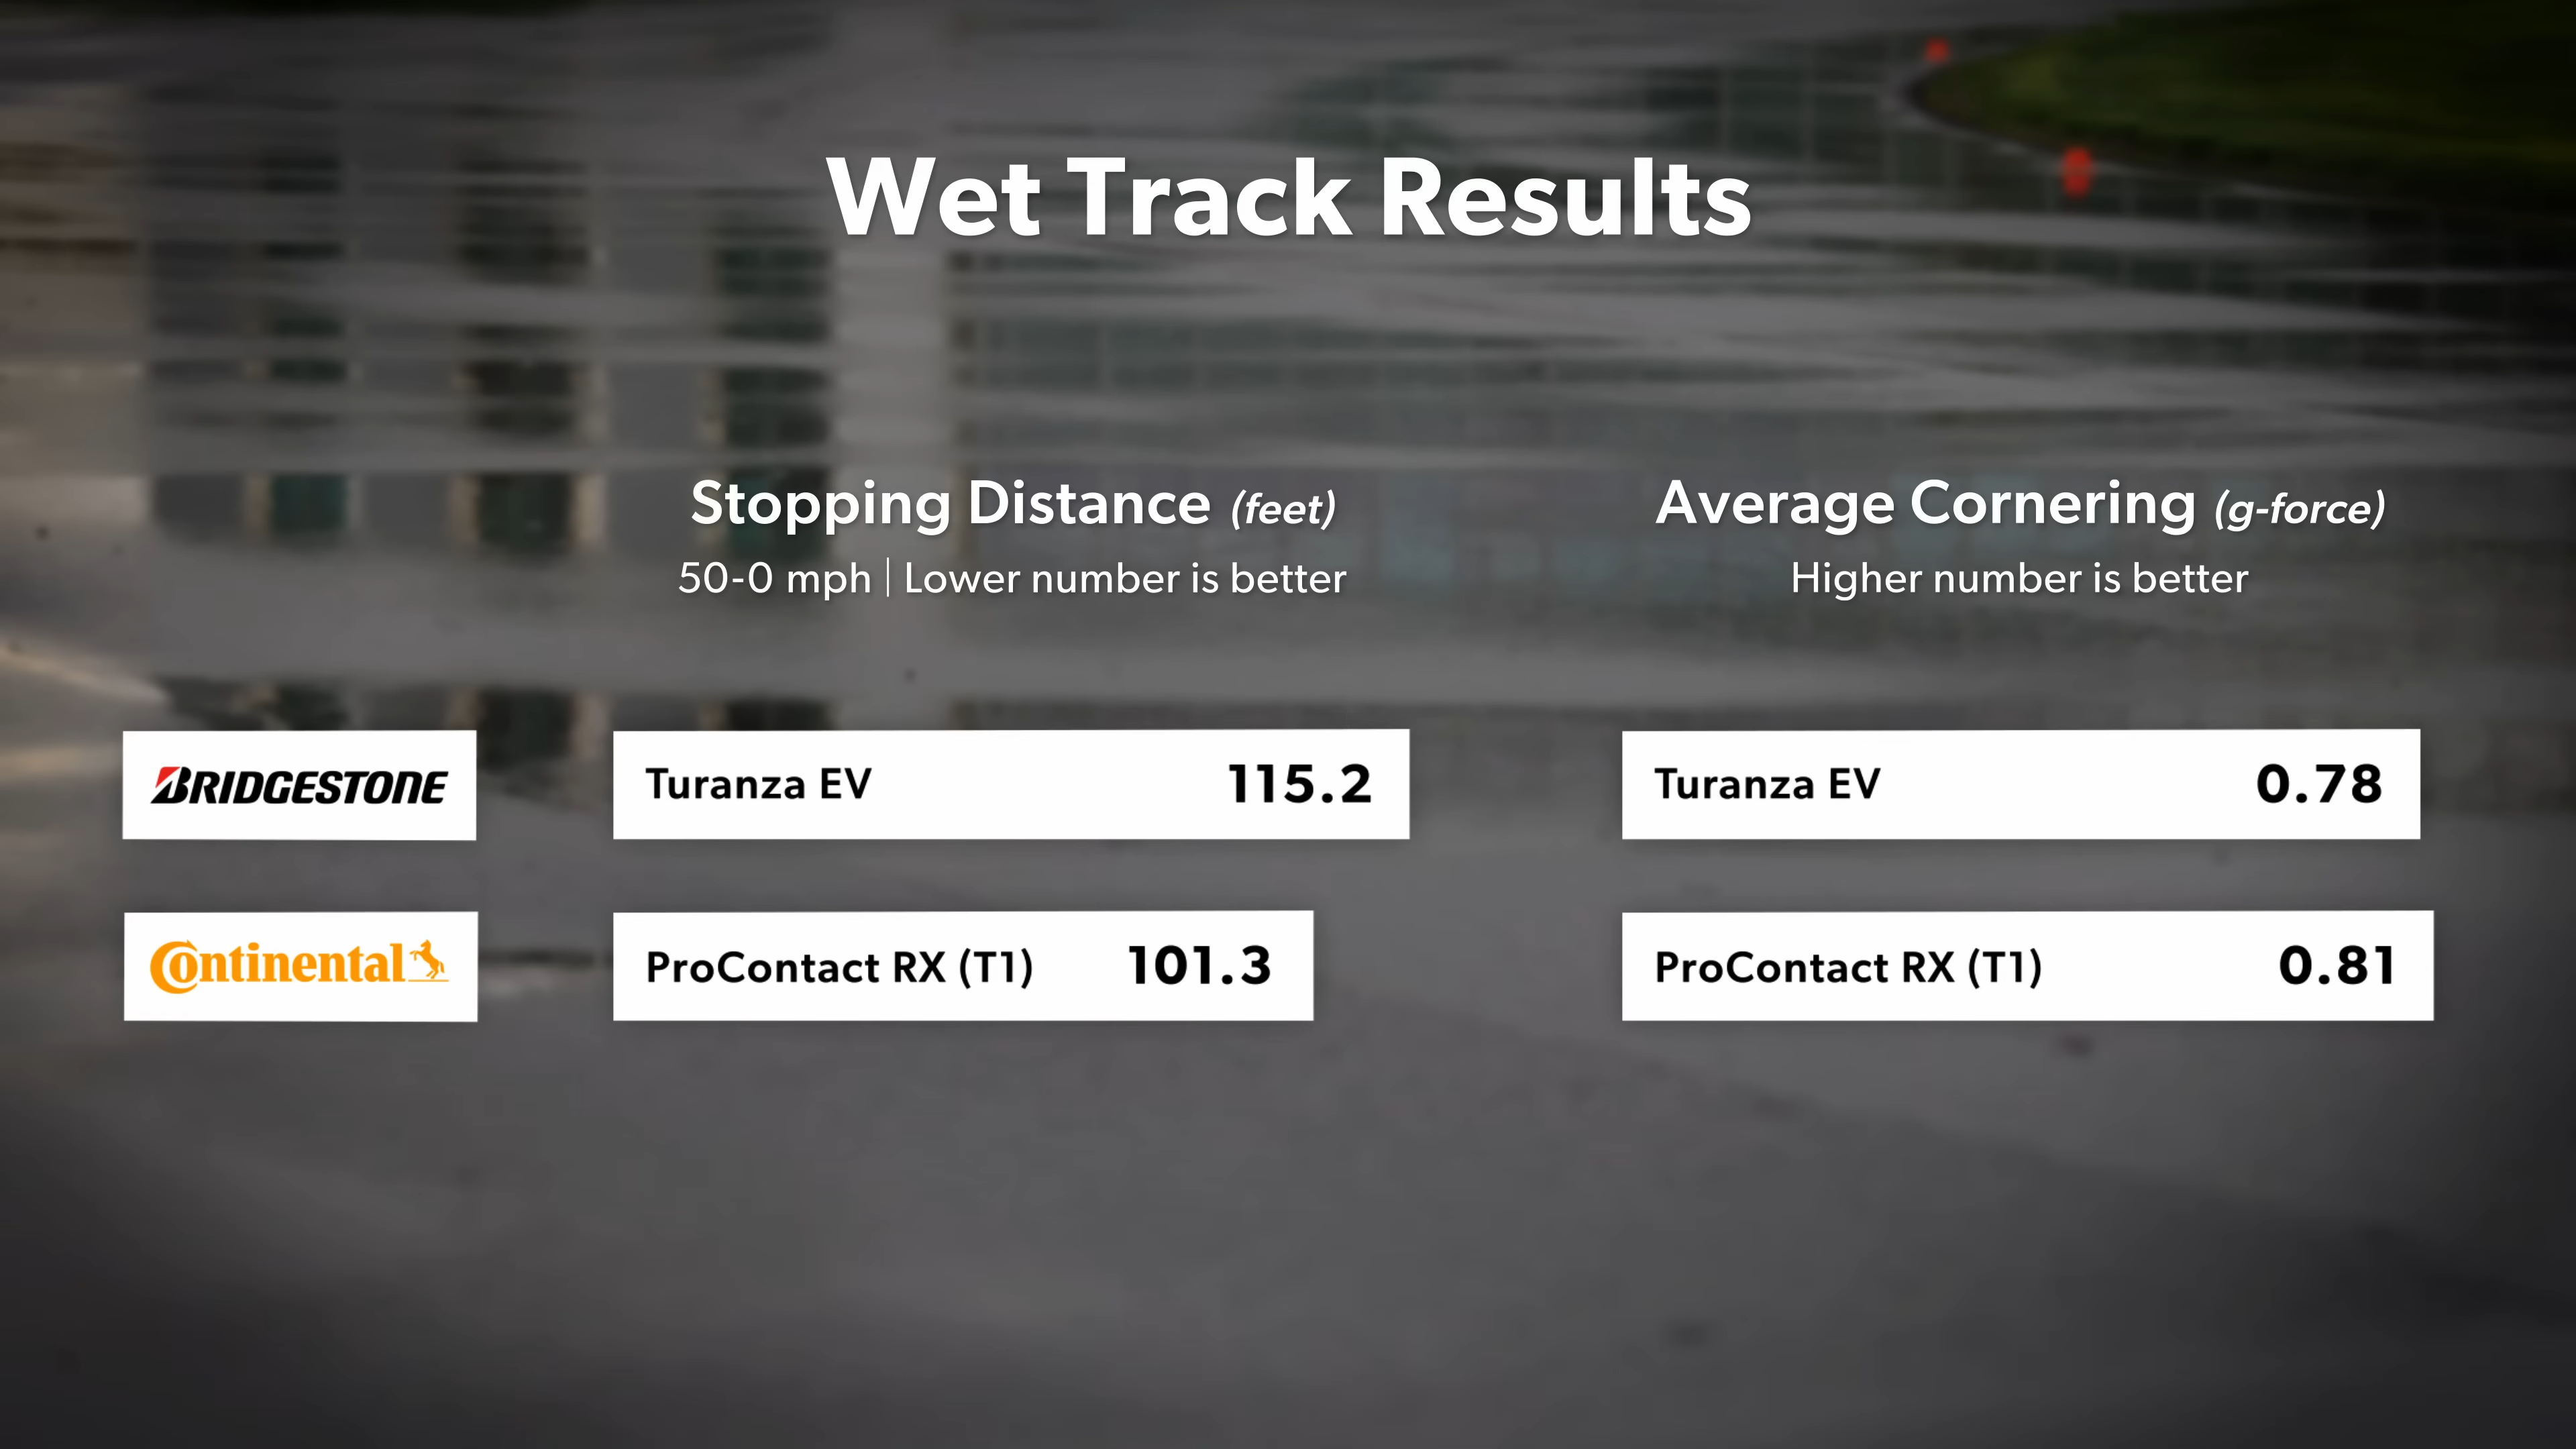 Wet Track Results
Stopping Distance (feet)
50-0 mph | Lower number is better
Average Cornering (g-force)
Higher number is better
BRIDGESTONE
Turanza EV 115.2
Turanza EV 0.78
Continental
ProContact RX (T1) 101.3
ProContact RX (T1) 0.81